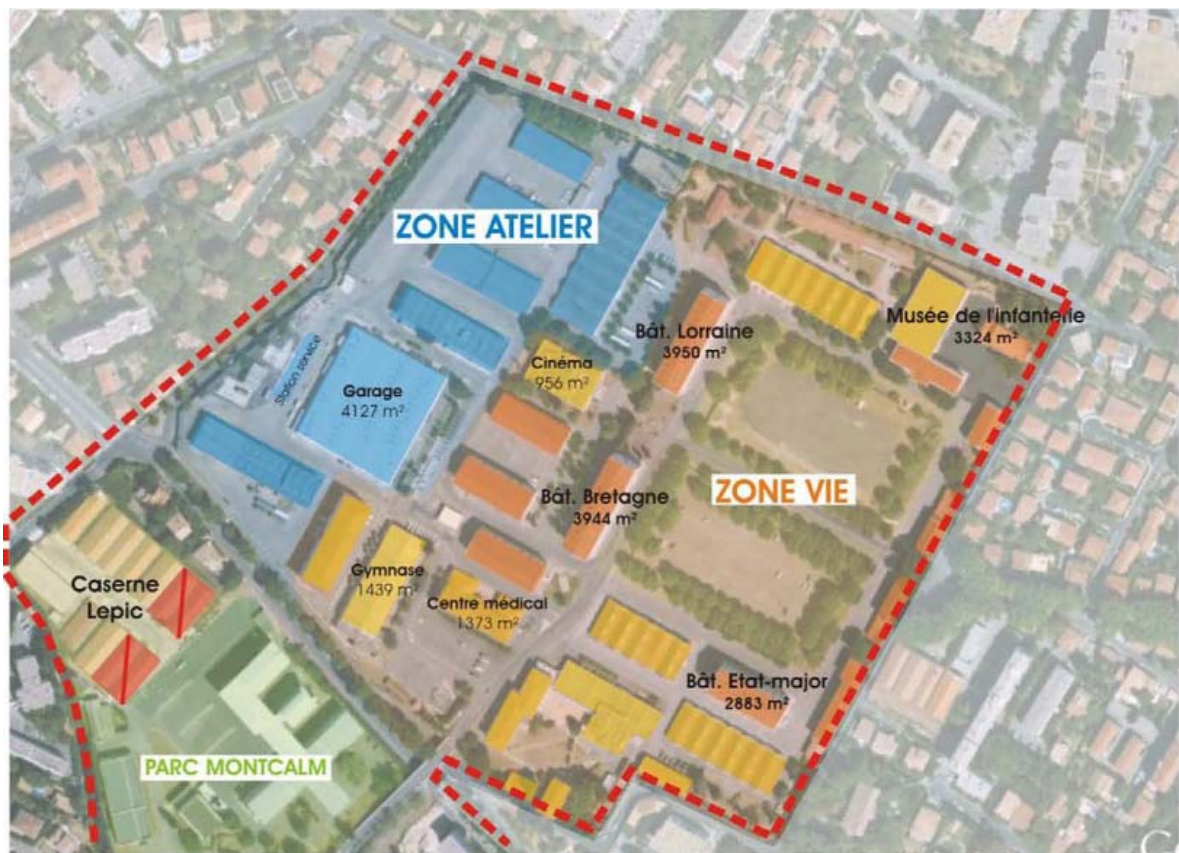 ZONE ATELIER
Bât. Lorraine
3950 m²
Musée de l'infanterie
3324 m²
Cinéma
956 m²
Station service
Garage
4127 m²
Bât. Bretagne
3944 m²
ZONE VIE
Caserne
Lepic
Gymnase
1439 m²
Centre médical
1373 m²
Bât. Etat-major
2883 m²
PARC MONTCALM